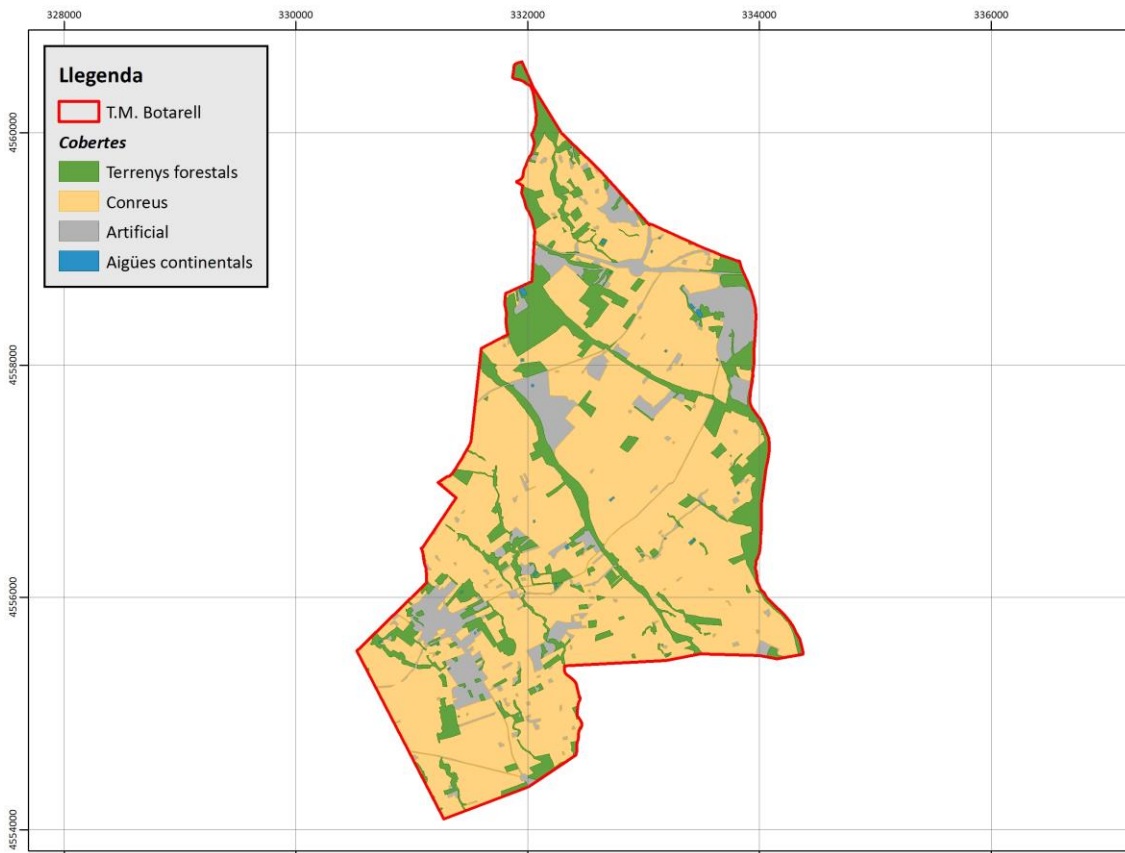 328000 330000 332000 334000 336000
Llegenda
T.M. Botarell
Cobertes
Terrenys forestals
Conreus
Artificial
Aigües continentals
4560000
4558000
4556000
4554000